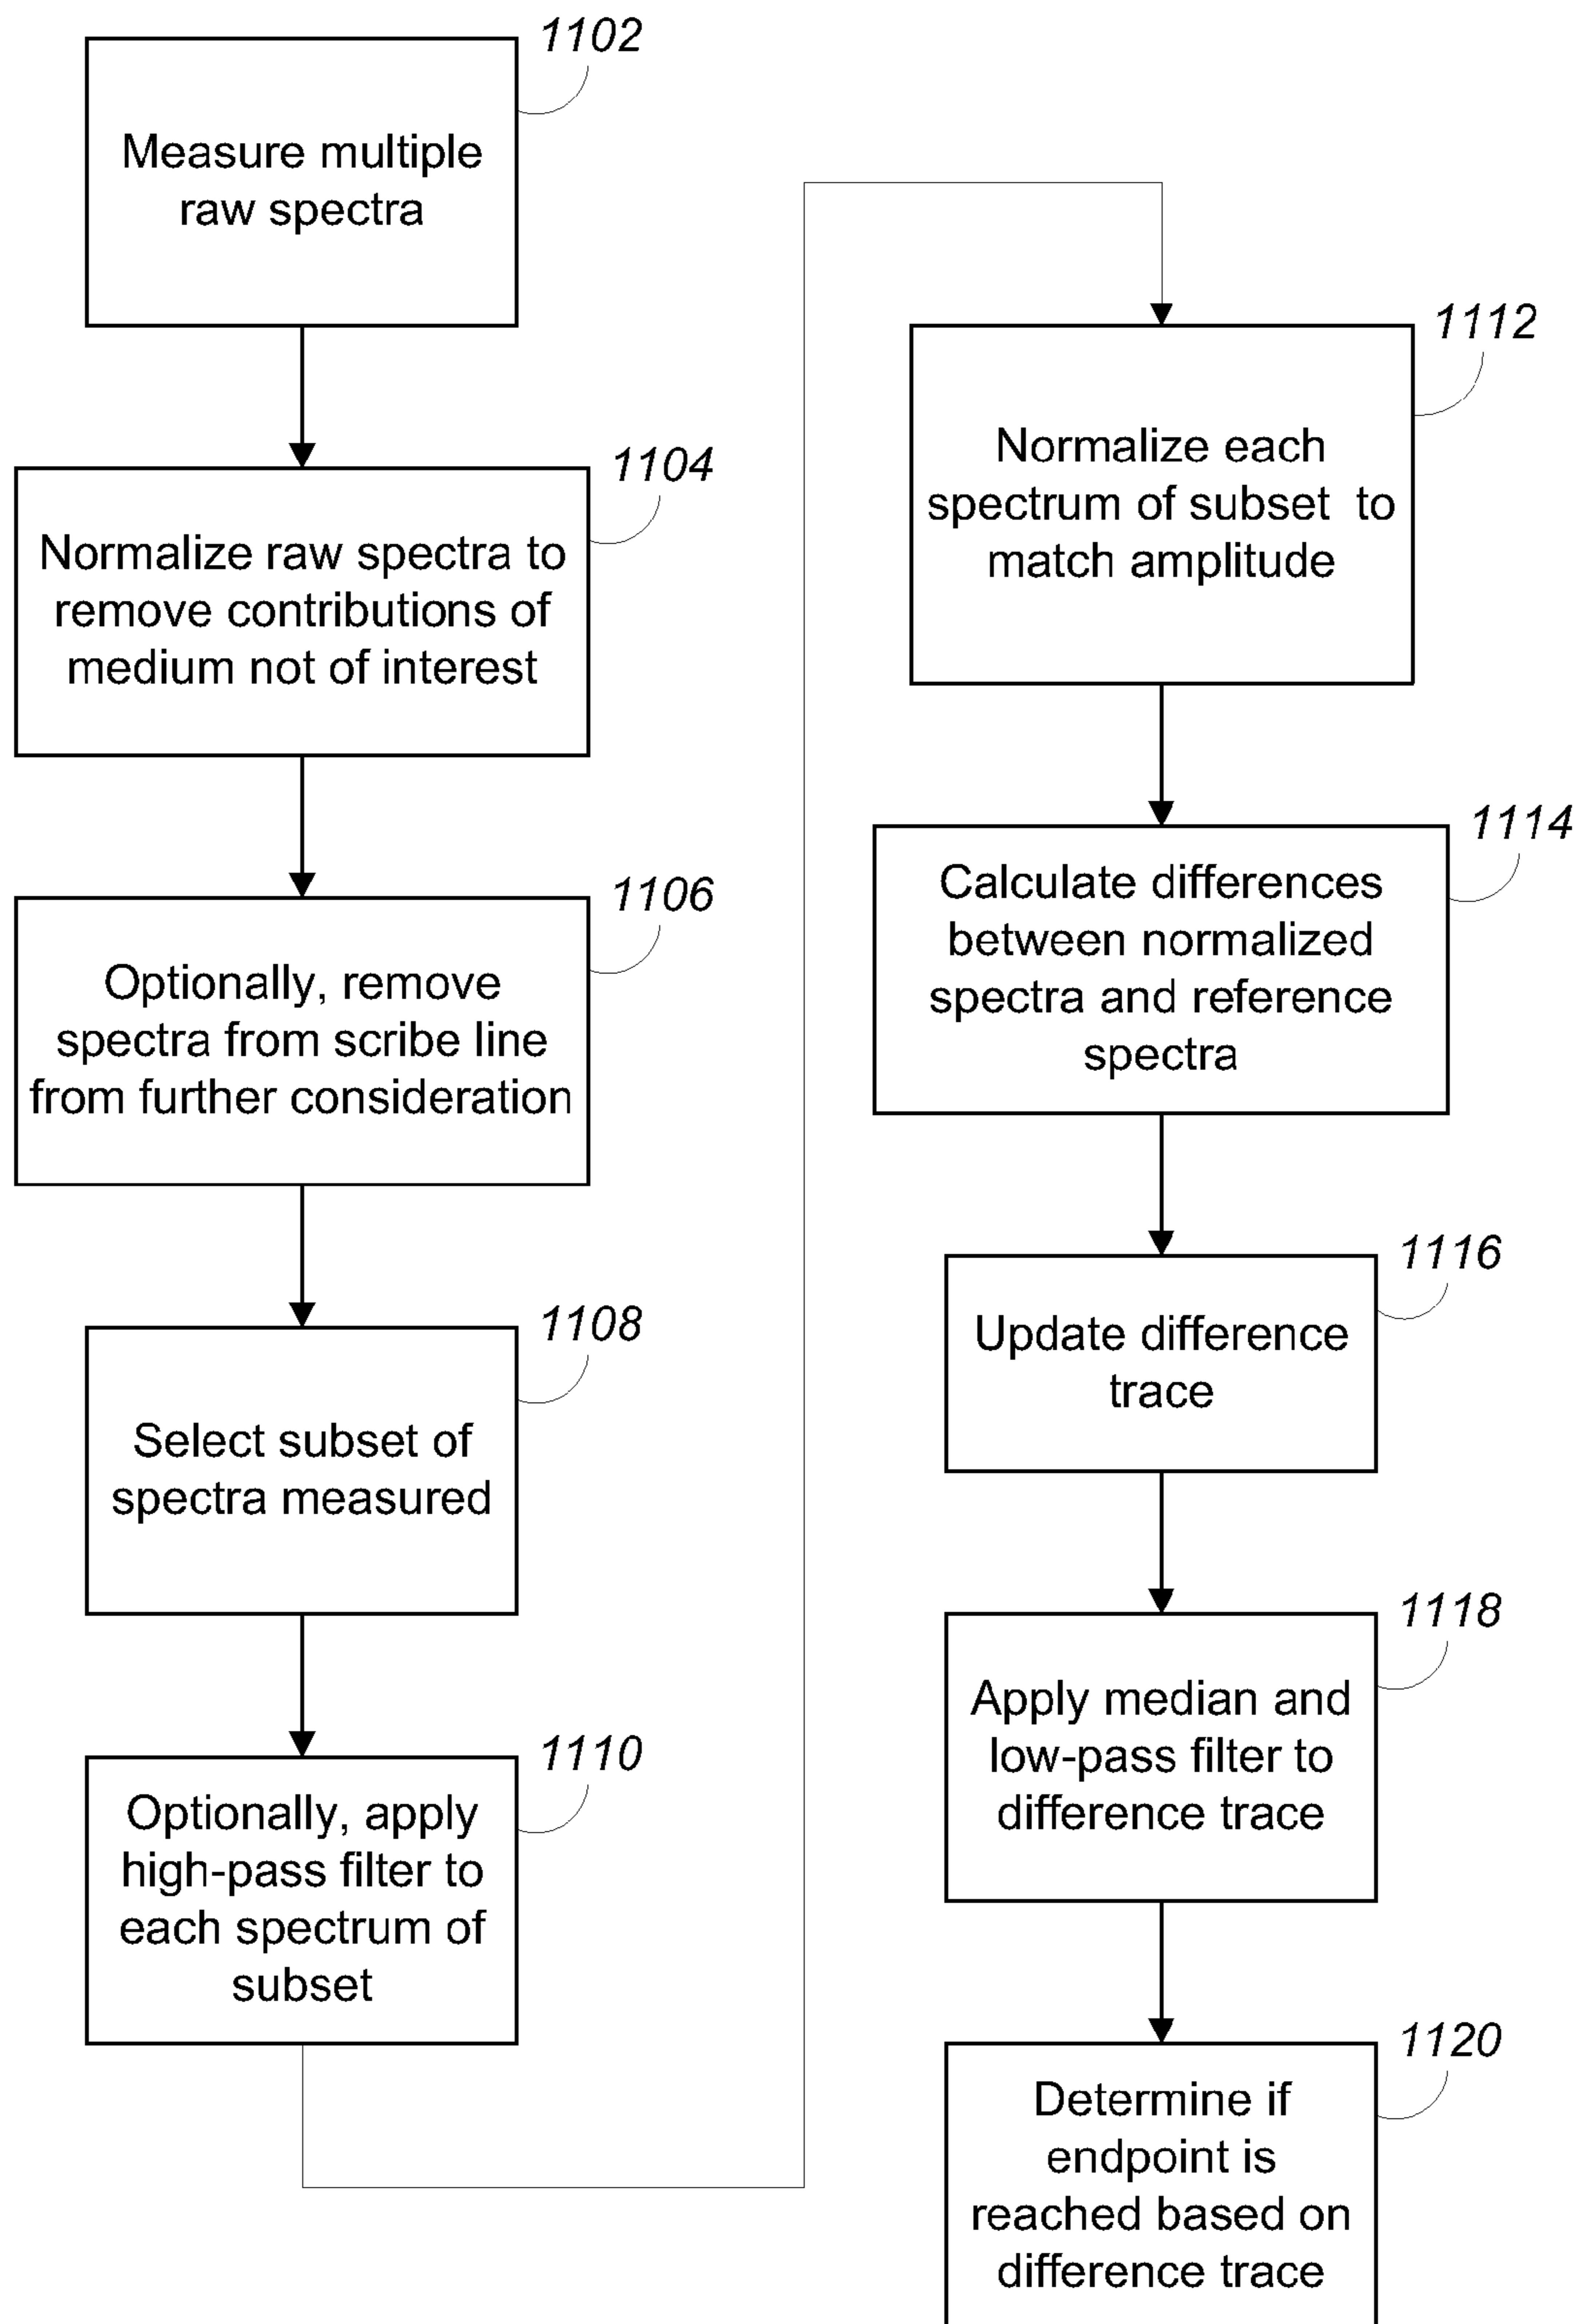 1102
Measure multiple
raw spectra
1104
Normalize raw spectra to
remove contributions of
medium not of interest
1106
Optionally, remove
spectra from scribe line
from further consideration
1108
Select subset of
spectra measured
1110
Optionally, apply
high-pass filter to
each spectrum of
subset
1112
Normalize each
spectrum of subset to
match amplitude
1114
Calculate differences
between normalized
spectra and reference
spectra
1116
Update difference
trace
1118
Apply median and
low-pass filter to
difference trace
1120
Determine if
endpoint is
reached based on
difference trace